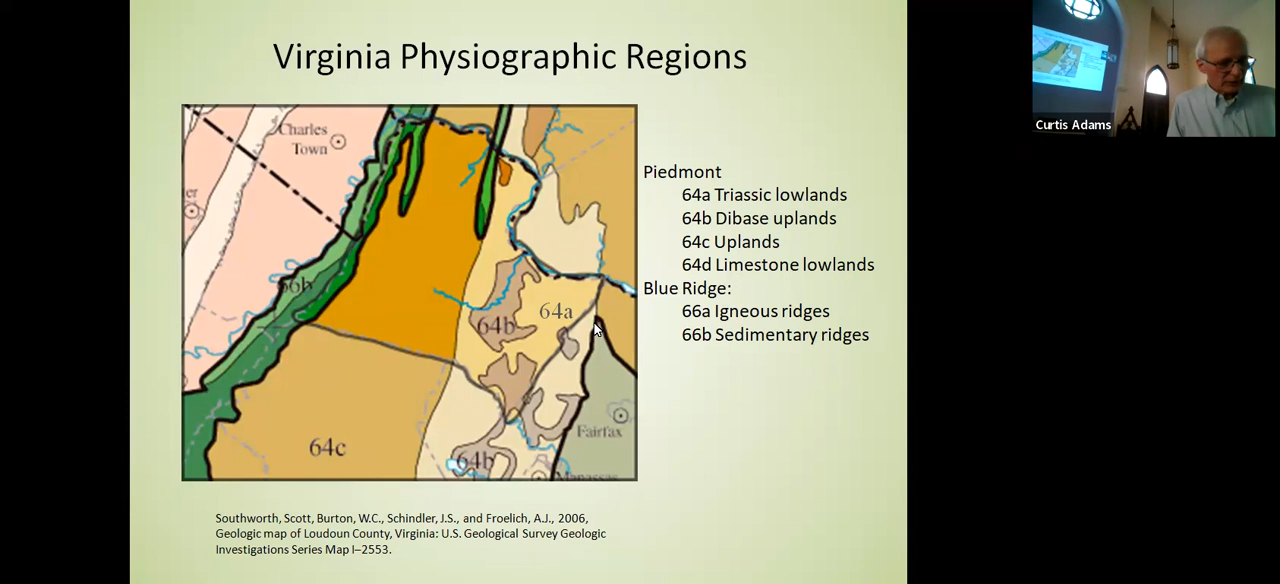 Virginia Physiographic Regions
Charles
Town
er
66b
64b
64a
64c
64b
Fairfax
Manassas
Piedmont
64a Triassic lowlands
64b Dibase uplands
64c Uplands
64d Limestone lowlands
Blue Ridge:
66a Igneous ridges
66b Sedimentary ridges
Southworth, Scott, Burton, W.C., Schindler, J.S., and Froelich, A.J., 2006,
Geologic map of Loudoun County, Virginia: U.S. Geological Survey Geologic
Investigations Series Map I–2553.
Curtis Adams